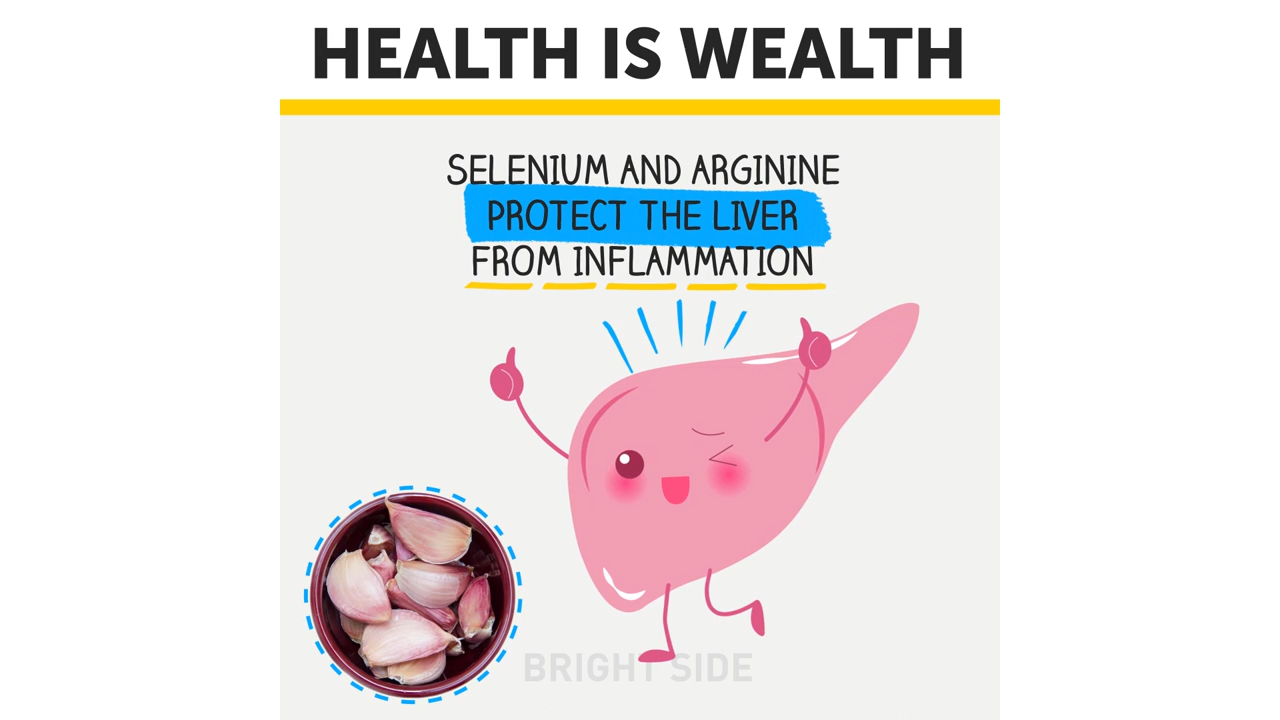 HEALTH IS WEALTH
SELENIUM AND ARGININE
PROTECT THE LIVER
FROM INFLAMMATION
BRIGHT SIDE